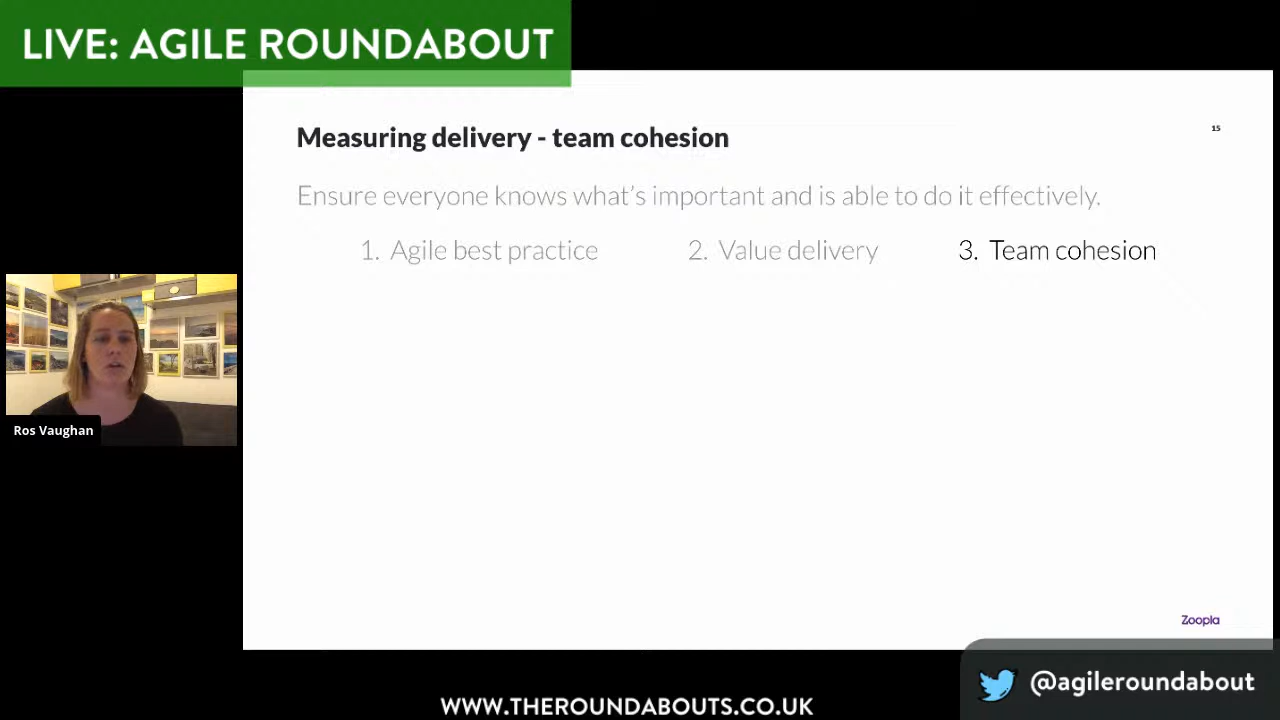 LIVE: AGILE ROUNDABOUT
Measuring delivery - team cohesion
15
Ensure everyone knows what's important and is able to do it effectively.
1. Agile best practice
2. Value delivery
3. Team cohesion
Ros Vaughan
Zoopla
@agileroundabout
WWW.THEROUNDABOUTS.CO.UK